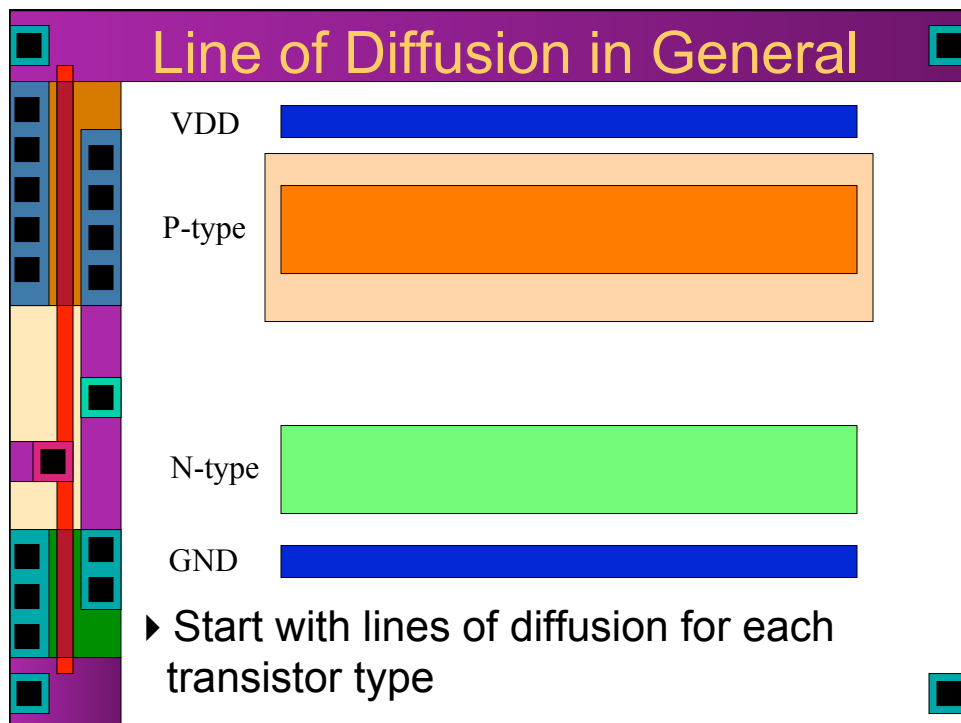 Line of Diffusion in General
VDD
P-type
N-type
GND
Start with lines of diffusion for each
transistor type